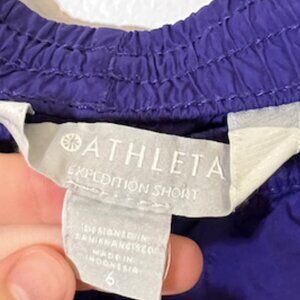 ATHLETA
EXPEDITION SHORT
DESIGNED IN
SAN FRANCISCO
MADE IN
INDONESIA
6